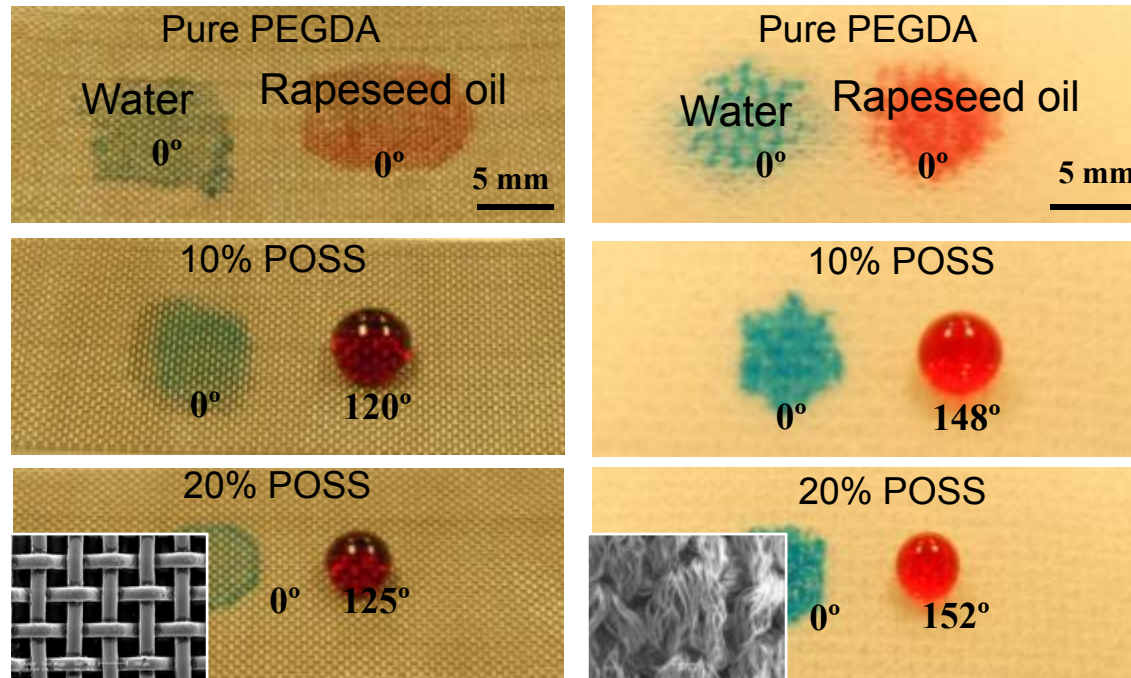 Pure PEGDA
Water
Rapeseed oil
0º
0º
5 mm
Pure PEGDA
Water
Rapeseed oil
0º
0º
5 mm
10% POSS
0º
120º
10% POSS
0º
148º
20% POSS
0º
125º
20% POSS
0º
152º